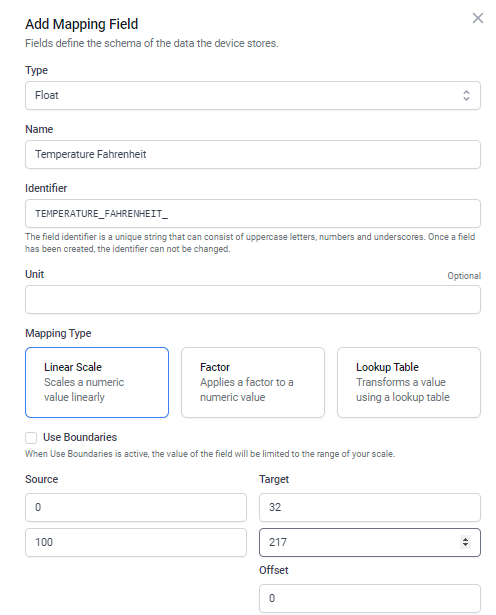 Add Mapping Field
Fields define the schema of the data the device stores.
Type
Float
Name
Temperature Fahrenheit
Identifier
TEMPERATURE_FAHRENHEIT_
The field identifier is a unique string that can consist of uppercase letters, numbers and underscores. Once a field
has been created, the identifier can not be changed.
Unit
Optional
Mapping Type
Linear Scale
Scales a numeric
value linearly
Factor
Applies a factor to a
numeric value
Lookup Table
Transforms a value
using a lookup table
Use Boundaries
When Use Boundaries is active, the value of the field will be limited to the range of your scale.
Source
Target
0
32
100
217
Offset
0